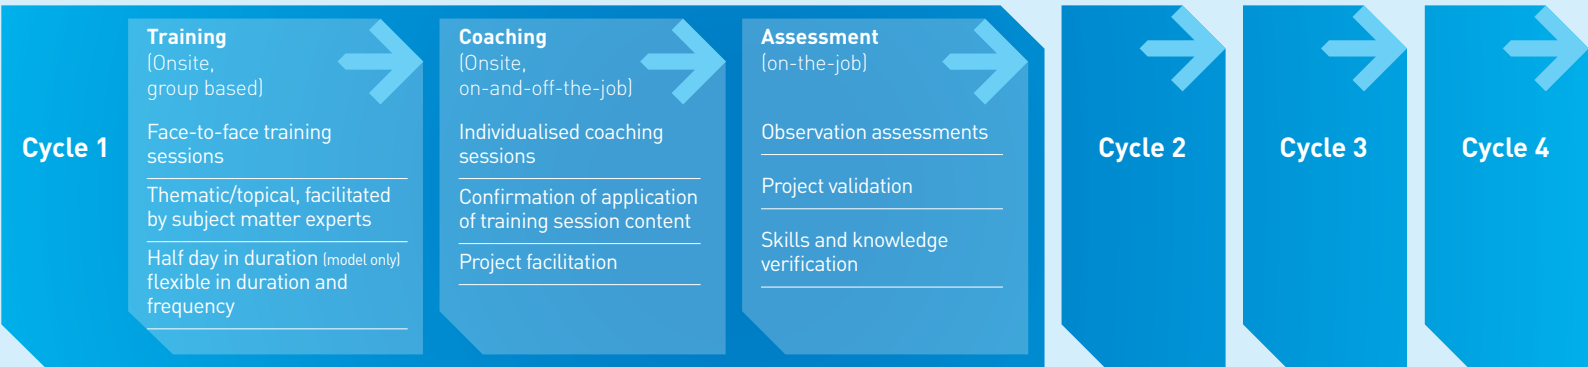 Cycle 1
Training
(Onsite,
group based)
Face-to-face training
sessions
Thematic/topical, facilitated
by subject matter experts
Half day in duration (model only)
flexible in duration and
frequency
Coaching
(Onsite,
on-and-off-the-job)
Individualised coaching
sessions
Confirmation of application
of training session content
Project facilitation
Assessment
(on-the-job)
Observation assessments
Project validation
Skills and knowledge
verification
Cycle 2
Cycle 3
Cycle 4